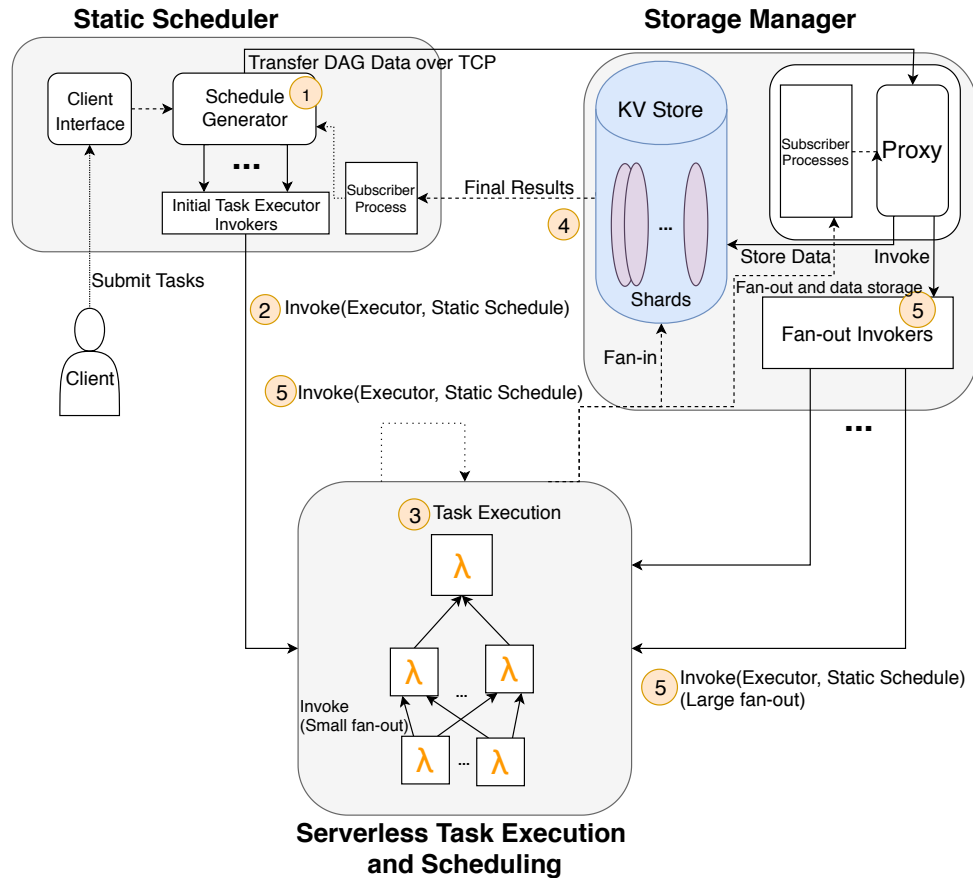 Static Scheduler
Storage Manager
Transfer DAG Data over TCP
Client
Interface
Schedule
Generator
1
...
Initial Task Executor
Invokers
Subscriber
Process
Final Results
4
KV Store
...
Shards
Subscriber
Processes
Proxy
Store Data
Invoke
Fan-out and data storage
5
Fan-out Invokers
...
Submit Tasks
Client
2
Invoke(Executor, Static Schedule)
Fan-in
5
Invoke(Executor, Static Schedule)
3
Task Execution
λ
λ
λ
...
Invoke
(Small fan-out)
λ
λ
...
5
Invoke(Executor, Static Schedule)
(Large fan-out)
Serverless Task Execution
and Scheduling